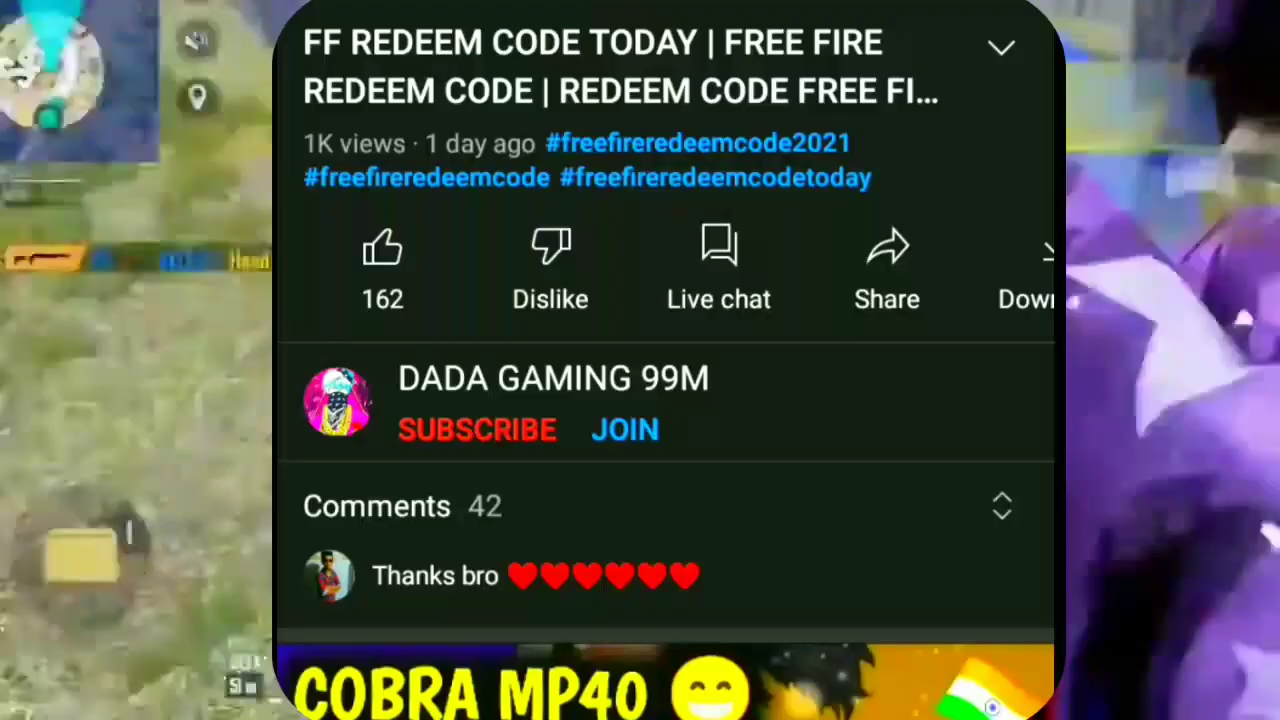 FF REDEEM CODE TODAY | FREE FIRE
REDEEM CODE | REDEEM CODE FREE FI...
1K views · 1 day ago #freefireredeemcode2021
#freefireredeemcode #freefireredeemcodetoday
162
Dislike
Live chat
Share
Down
DADA GAMING 99M
SUBSCRIBE JOIN
Comments 42
Thanks bro ❤❤❤❤❤❤
COBRA MP40 😁